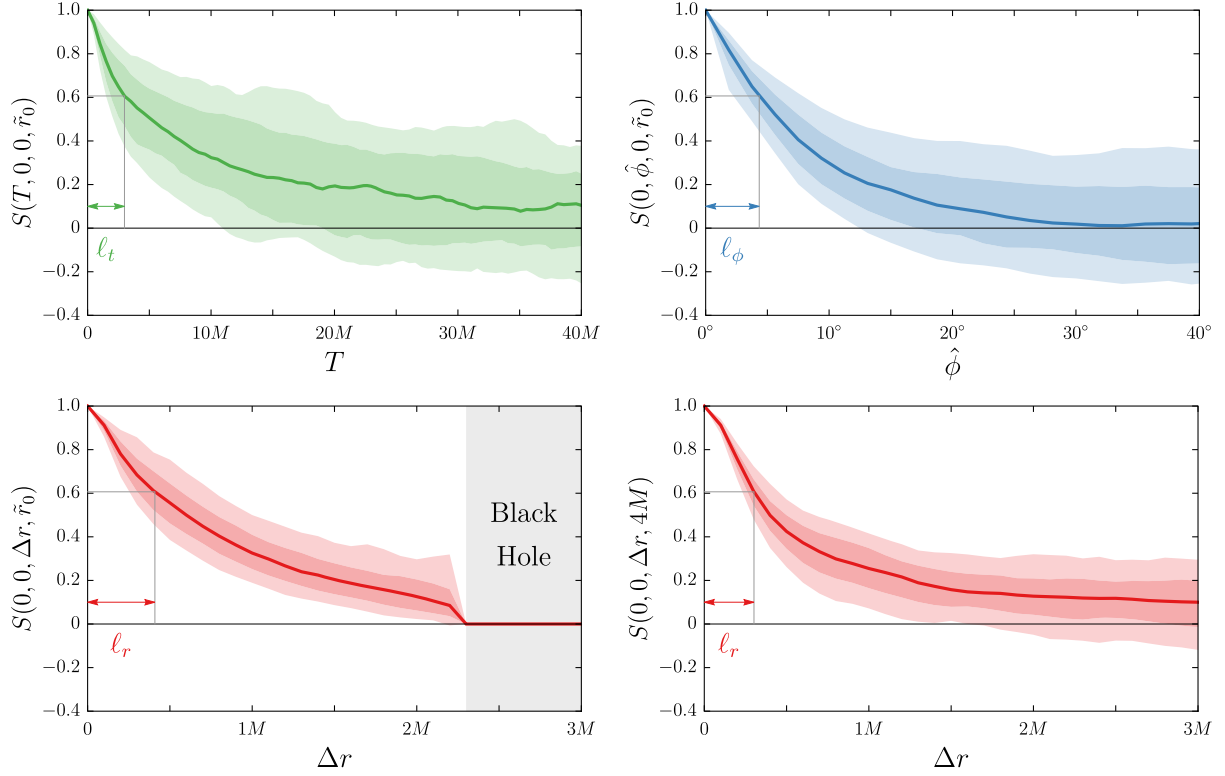 S(T, 0, 0, r̃₀)
1.0
0.8
0.6
0.4
0.2
0
−0.2
−0.4
ℓₜ
0 10M 20M 30M 40M
T
S(0, ϕ̂, 0, r̃₀)
1.0
0.8
0.6
0.4
0.2
0
−0.2
−0.4
ℓ_ϕ
0° 10° 20° 30° 40°
ϕ̂
S(0, 0, Δr, r̃₀)
1.0
0.8
0.6
0.4
0.2
0
−0.2
−0.4
Black
Hole
ℓᵣ
0 1M 2M 3M
Δr
S(0, 0, Δr, 4M)
1.0
0.8
0.6
0.4
0.2
0
−0.2
−0.4
ℓᵣ
0 1M 2M 3M
Δr